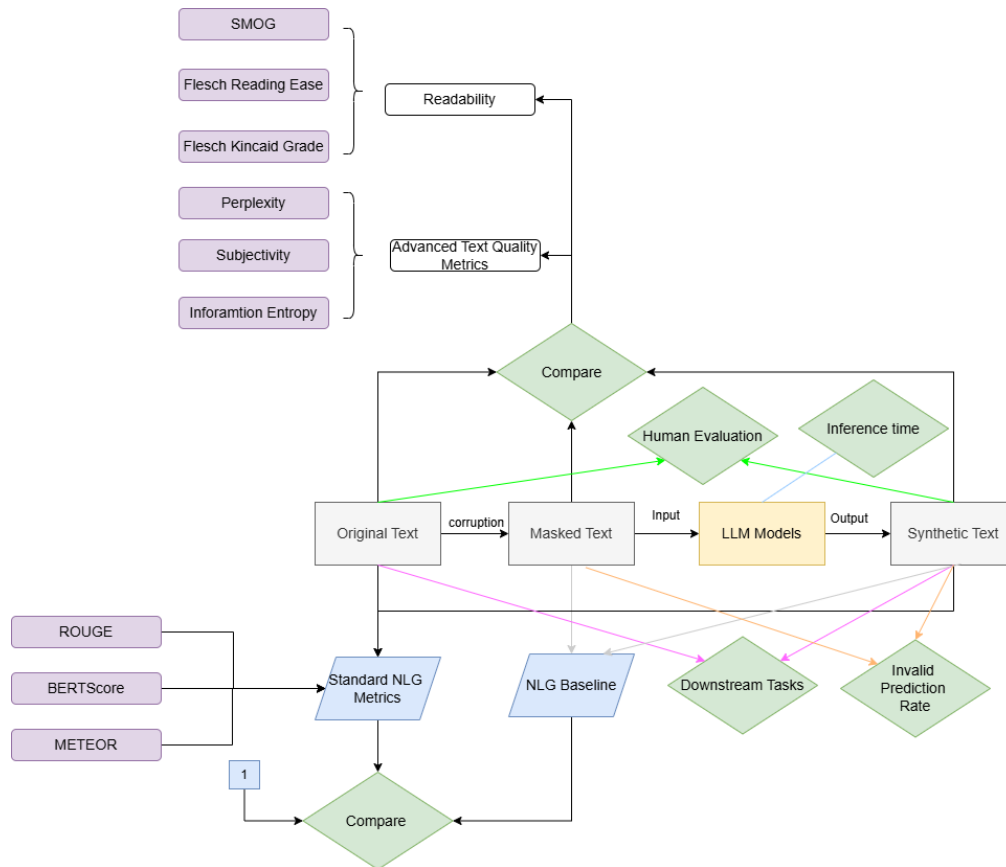 SMOG
Flesch Reading Ease
Readability
Flesch Kincaid Grade
Perplexity
Subjectivity
Advanced Text Quality
Metrics
Inforamtion Entropy
Compare
Human Evaluation
Inference time
Original Text
corruption
Masked Text
Input
LLM Models
Output
Synthetic Text
ROUGE
BERTScore
METEOR
Standard NLG
Metrics
NLG Baseline
Downstream Tasks
Invalid
Prediction
Rate
1
Compare